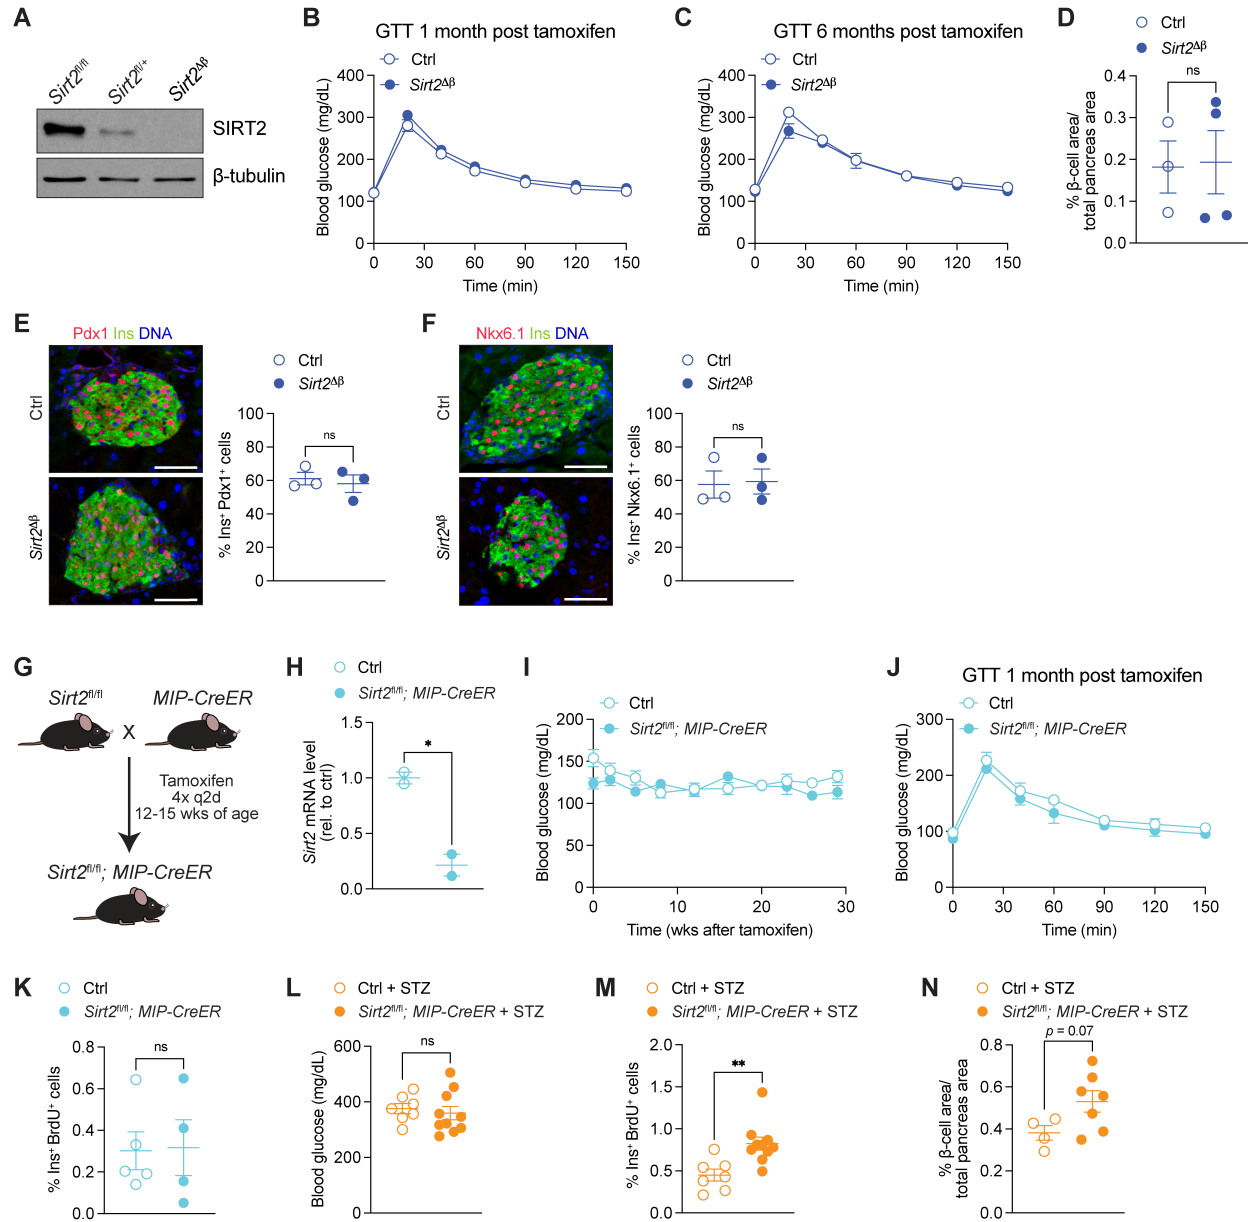 A
Sirt2fl/fl
Sirt2fl/+
Sirt2Δβ
SIRT2
β-tubulin
B
GTT 1 month post tamoxifen
Ctrl
Sirt2Δβ
Blood glucose (mg/dL)
400
300
200
100
0
0 30 60 90 120 150
Time (min)
C
GTT 6 months post tamoxifen
Ctrl
Sirt2Δβ
Blood glucose (mg/dL)
400
300
200
100
0
0 30 60 90 120 150
Time (min)
D
Ctrl
Sirt2Δβ
ns
% β-cell area/
total pancreas area
0.4
0.3
0.2
0.1
0.0
E
Pdx1 Ins DNA
Ctrl
Sirt2Δβ
Ctrl
Sirt2Δβ
ns
% Ins+ Pdx1+ cells
100
80
60
40
20
0
F
Nkx6.1 Ins DNA
Ctrl
Sirt2Δβ
Ctrl
Sirt2Δβ
ns
% Ins+ Nkx6.1+ cells
100
80
60
40
20
0
G
Sirt2fl/fl
MIP-CreER
X
Tamoxifen
4x q2d
12-15 wks of age
Sirt2fl/fl; MIP-CreER
H
Ctrl
Sirt2fl/fl; MIP-CreER
*
Sirt2 mRNA level
(rel. to ctrl)
1.5
1.0
0.5
0.0
I
Ctrl
Sirt2fl/fl; MIP-CreER
Blood glucose (mg/dL)
200
150
100
50
0
0 10 20 30
Time (wks after tamoxifen)
J
GTT 1 month post tamoxifen
Ctrl
Sirt2fl/fl; MIP-CreER
Blood glucose (mg/dL)
300
200
100
0
0 30 60 90 120 150
Time (min)
K
Ctrl
Sirt2fl/fl; MIP-CreER
ns
% Ins+ BrdU+ cells
0.8
0.6
0.4
0.2
0.0
L
Ctrl + STZ
Sirt2fl/fl; MIP-CreER + STZ
ns
Blood glucose (mg/dL)
600
400
200
0
M
Ctrl + STZ
Sirt2fl/fl; MIP-CreER + STZ
**
% Ins+ BrdU+ cells
2.0
1.5
1.0
0.5
0.0
N
Ctrl + STZ
Sirt2fl/fl; MIP-CreER + STZ
p = 0.07
% β-cell area/
total pancreas area
0.8
0.6
0.4
0.2
0.0